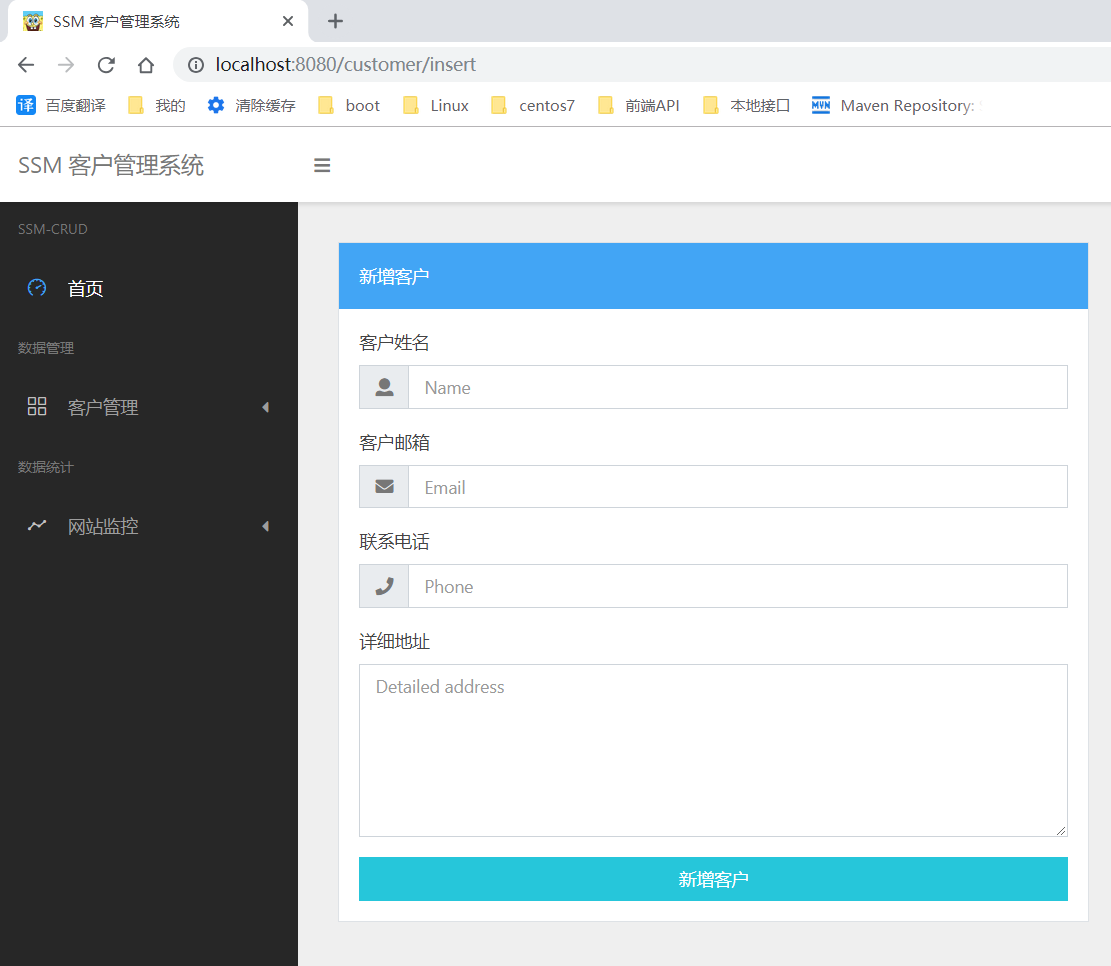 SSM 客户管理系统
localhost:8080/customer/insert
译 百度翻译 我的 清除缓存 boot Linux centos7 前端API 本地接口 MVN Maven Repository:
SSM 客户管理系统
SSM-CRUD
首页
数据管理
客户管理
数据统计
网站监控
新增客户
客户姓名
Name
客户邮箱
Email
联系电话
Phone
详细地址
Detailed address
新增客户